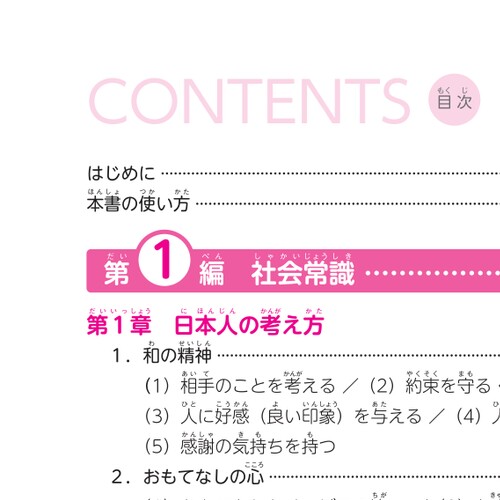 CONTENTS 目次
はじめに
本書の使い方
第1編 社会常識
第1章 日本人の考え方
1. 和の精神
(1) 相手のことを考える / (2) 約束を守る
(3) 人に好感(良い印象)を与える / (4)
(5) 感謝の気持ちを持つ
2. おもてなしの心